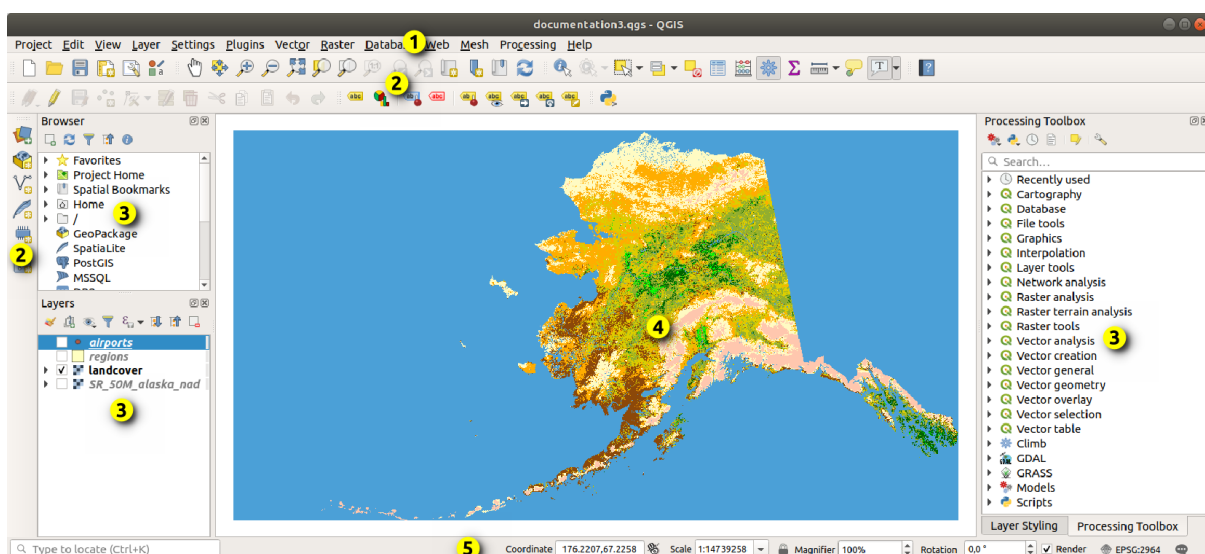 documentation3.qgs - QGIS
Project Edit View Layer Settings Plugins Vector Raster Database Web Mesh Processing Help
1
2
Browser
Favorites
Project Home
Spatial Bookmarks
Home
/
GeoPackage
SpatiaLite
PostGIS
MSSQL
3
2
Layers
airports
regions
landcover
SR_50M_alaska_nad
3
4
Processing Toolbox
Search...
Recently used
Cartography
Database
File tools
Graphics
Interpolation
Layer tools
Network analysis
Raster analysis
Raster terrain analysis
Raster tools
Vector analysis
Vector creation
Vector general
Vector geometry
Vector overlay
Vector selection
Vector table
Climb
GDAL
GRASS
Models
Scripts
3
Layer Styling Processing Toolbox
Type to locate (Ctrl+K) 5 Coordinate 176.2207,67.2258 Scale 1:14739258 Magnifier 100% Rotation 0,0 ° Render EPSG:2964